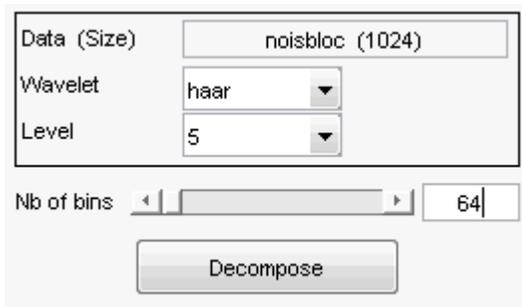 Data (Size) noisbloc (1024)
Wavelet haar
Level 5
Nb of bins 64
Decompose